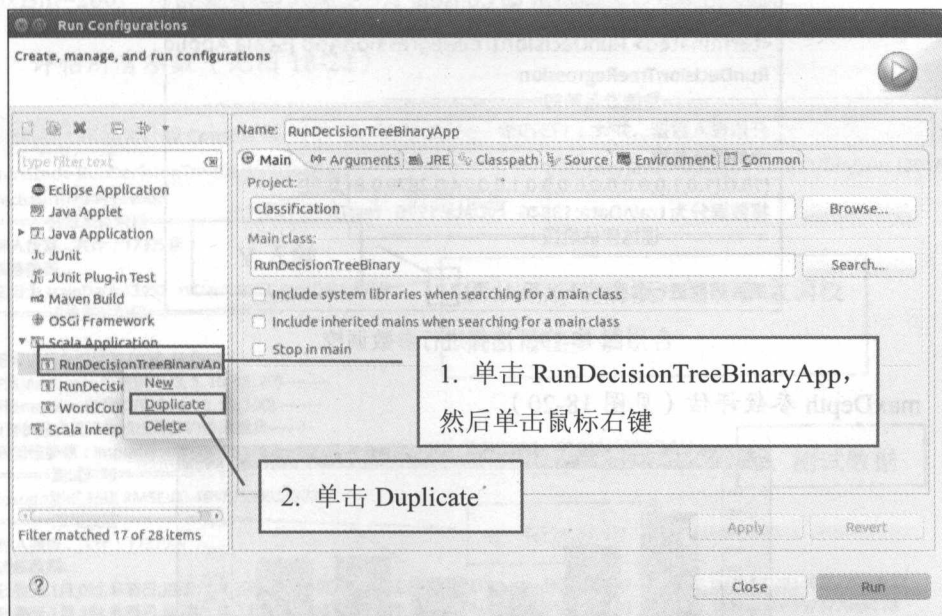 Run Configurations
Create, manage, and run configurations
type filter text
Eclipse Application
Java Applet
Java Application
JUnit
JUnit Plug-in Test
Maven Build
OSGi Framework
Scala Application
RunDecisionTreeBinaryAp
RunDecisi
WordCour
Scala Interp
New
Duplicate
Delete
Filter matched 17 of 28 items
Name: RunDecisionTreeBinaryApp
Main Arguments JRE Classpath Source Environment Common
Project:
Classification Browse...
Main class:
RunDecisionTreeBinary Search...
Include system libraries when searching for a main class
Include inherited mains when searching for a main class
Stop in main
1. 单击 RunDecisionTreeBinaryApp,
然后单击鼠标右键
2. 单击 Duplicate
Apply Revert
Close Run